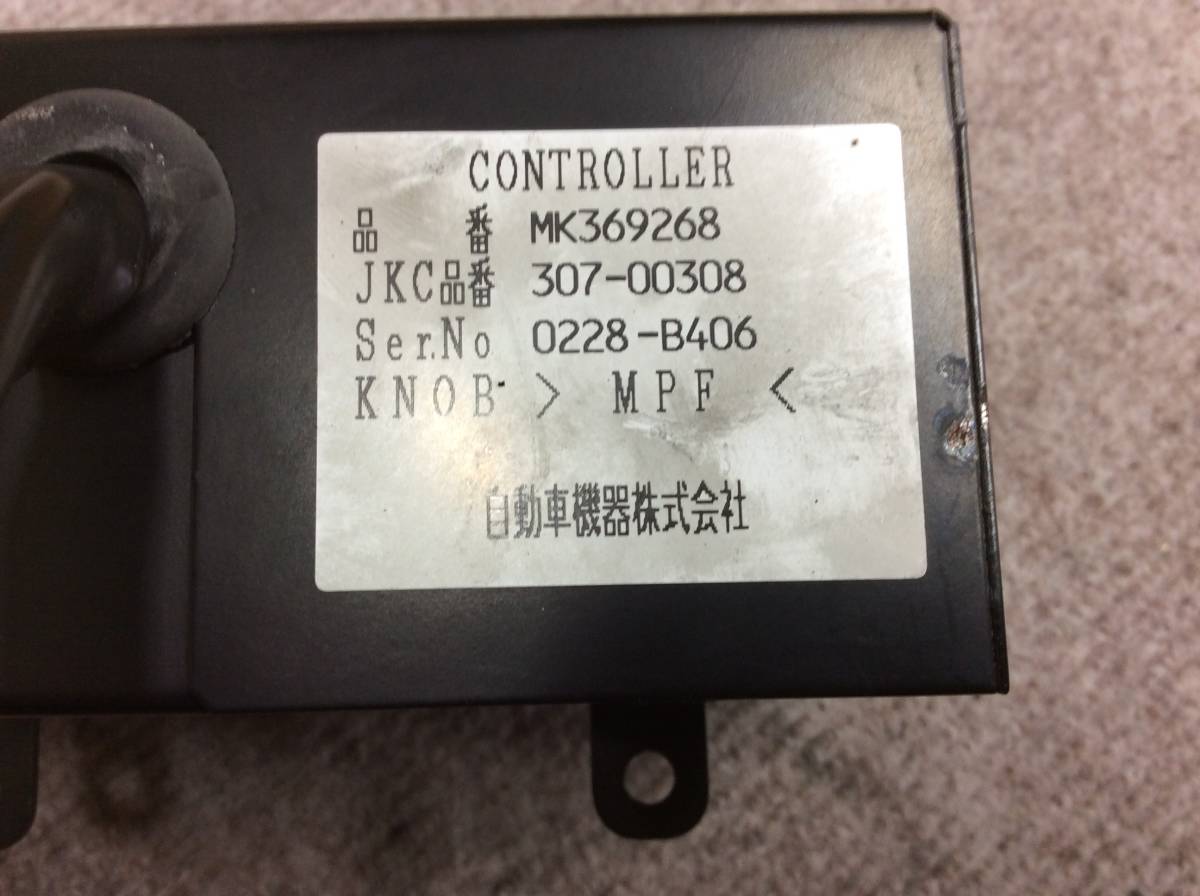 CONTROLLER
品番 MK369268
JKC品番 307-00308
Ser.No 0228-B406
KNOB > MPF <
自動車機器株式会社